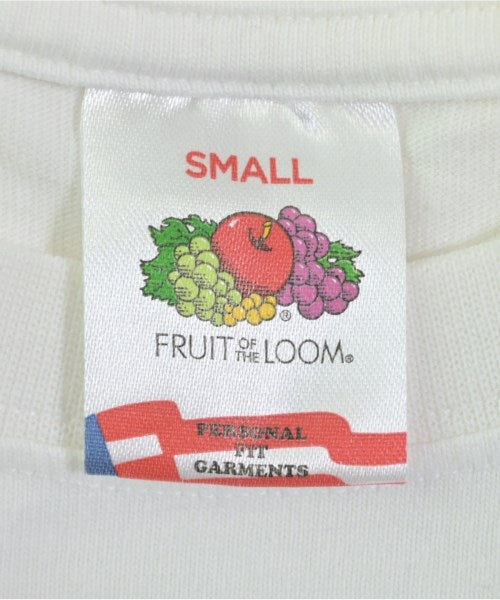 SMALL
®
FRUIT OF THE LOOM®
PERSONAL
FIT
GARMENTS